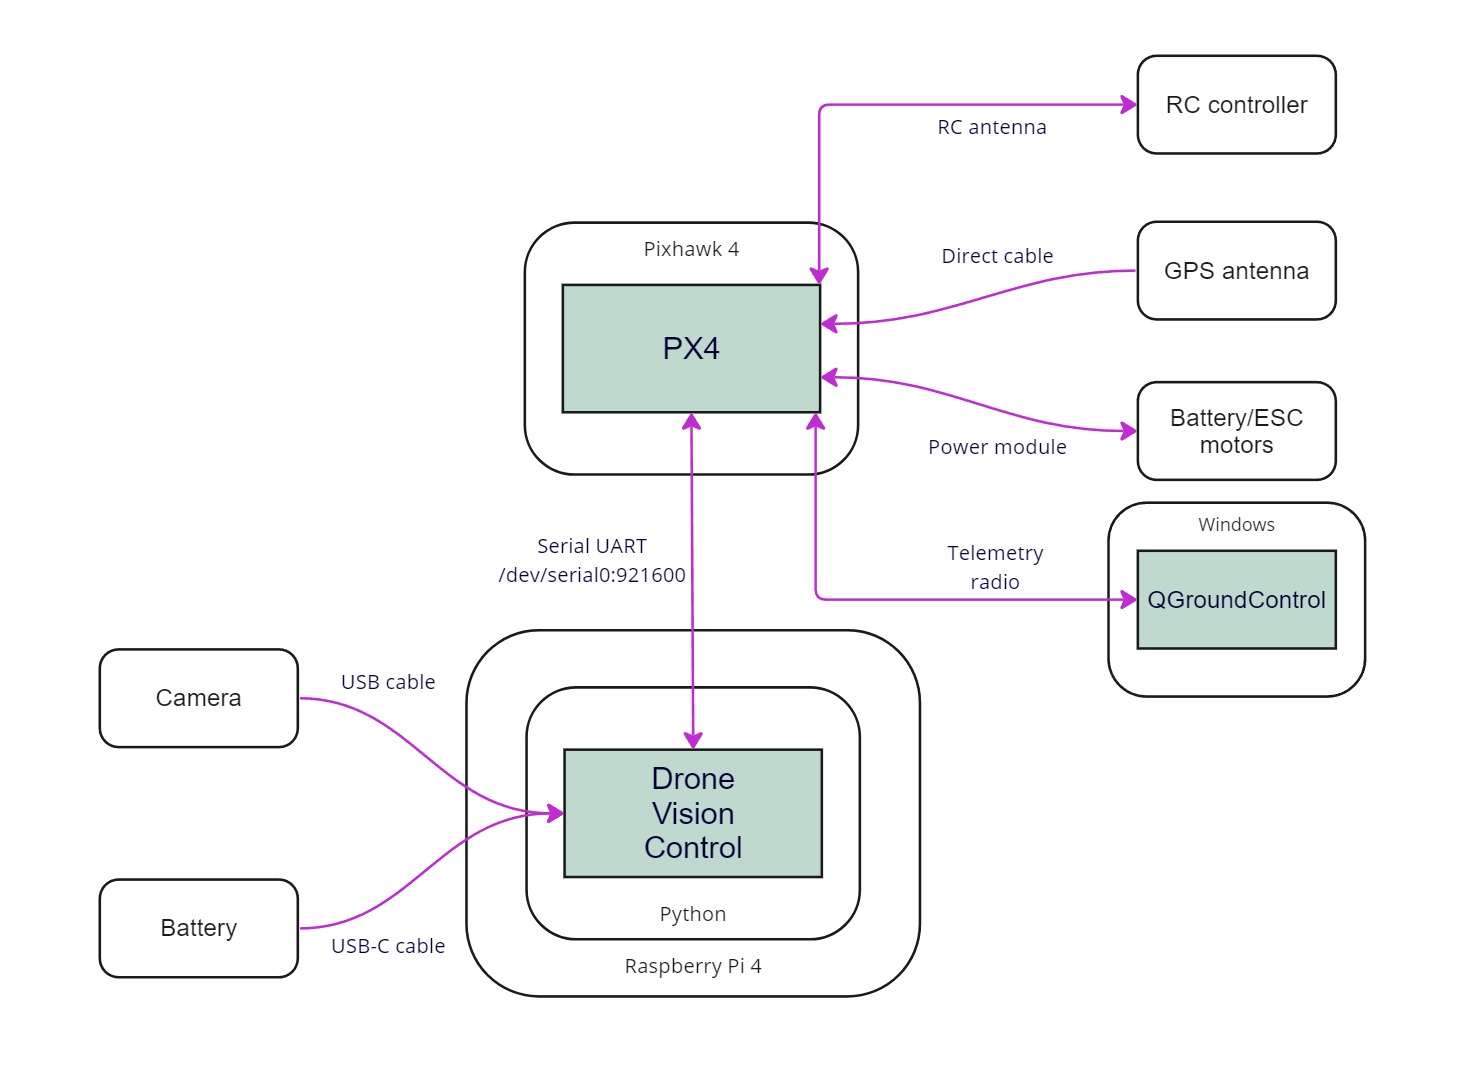 RC controller
RC antenna
Pixhawk 4
Direct cable
GPS antenna
PX4
Battery/ESC
motors
Power module
Windows
Serial UART
/dev/serial0:921600
Telemetry
radio
QGroundControl
Camera
USB cable
Drone
Vision
Control
Python
Battery
USB-C cable
Raspberry Pi 4